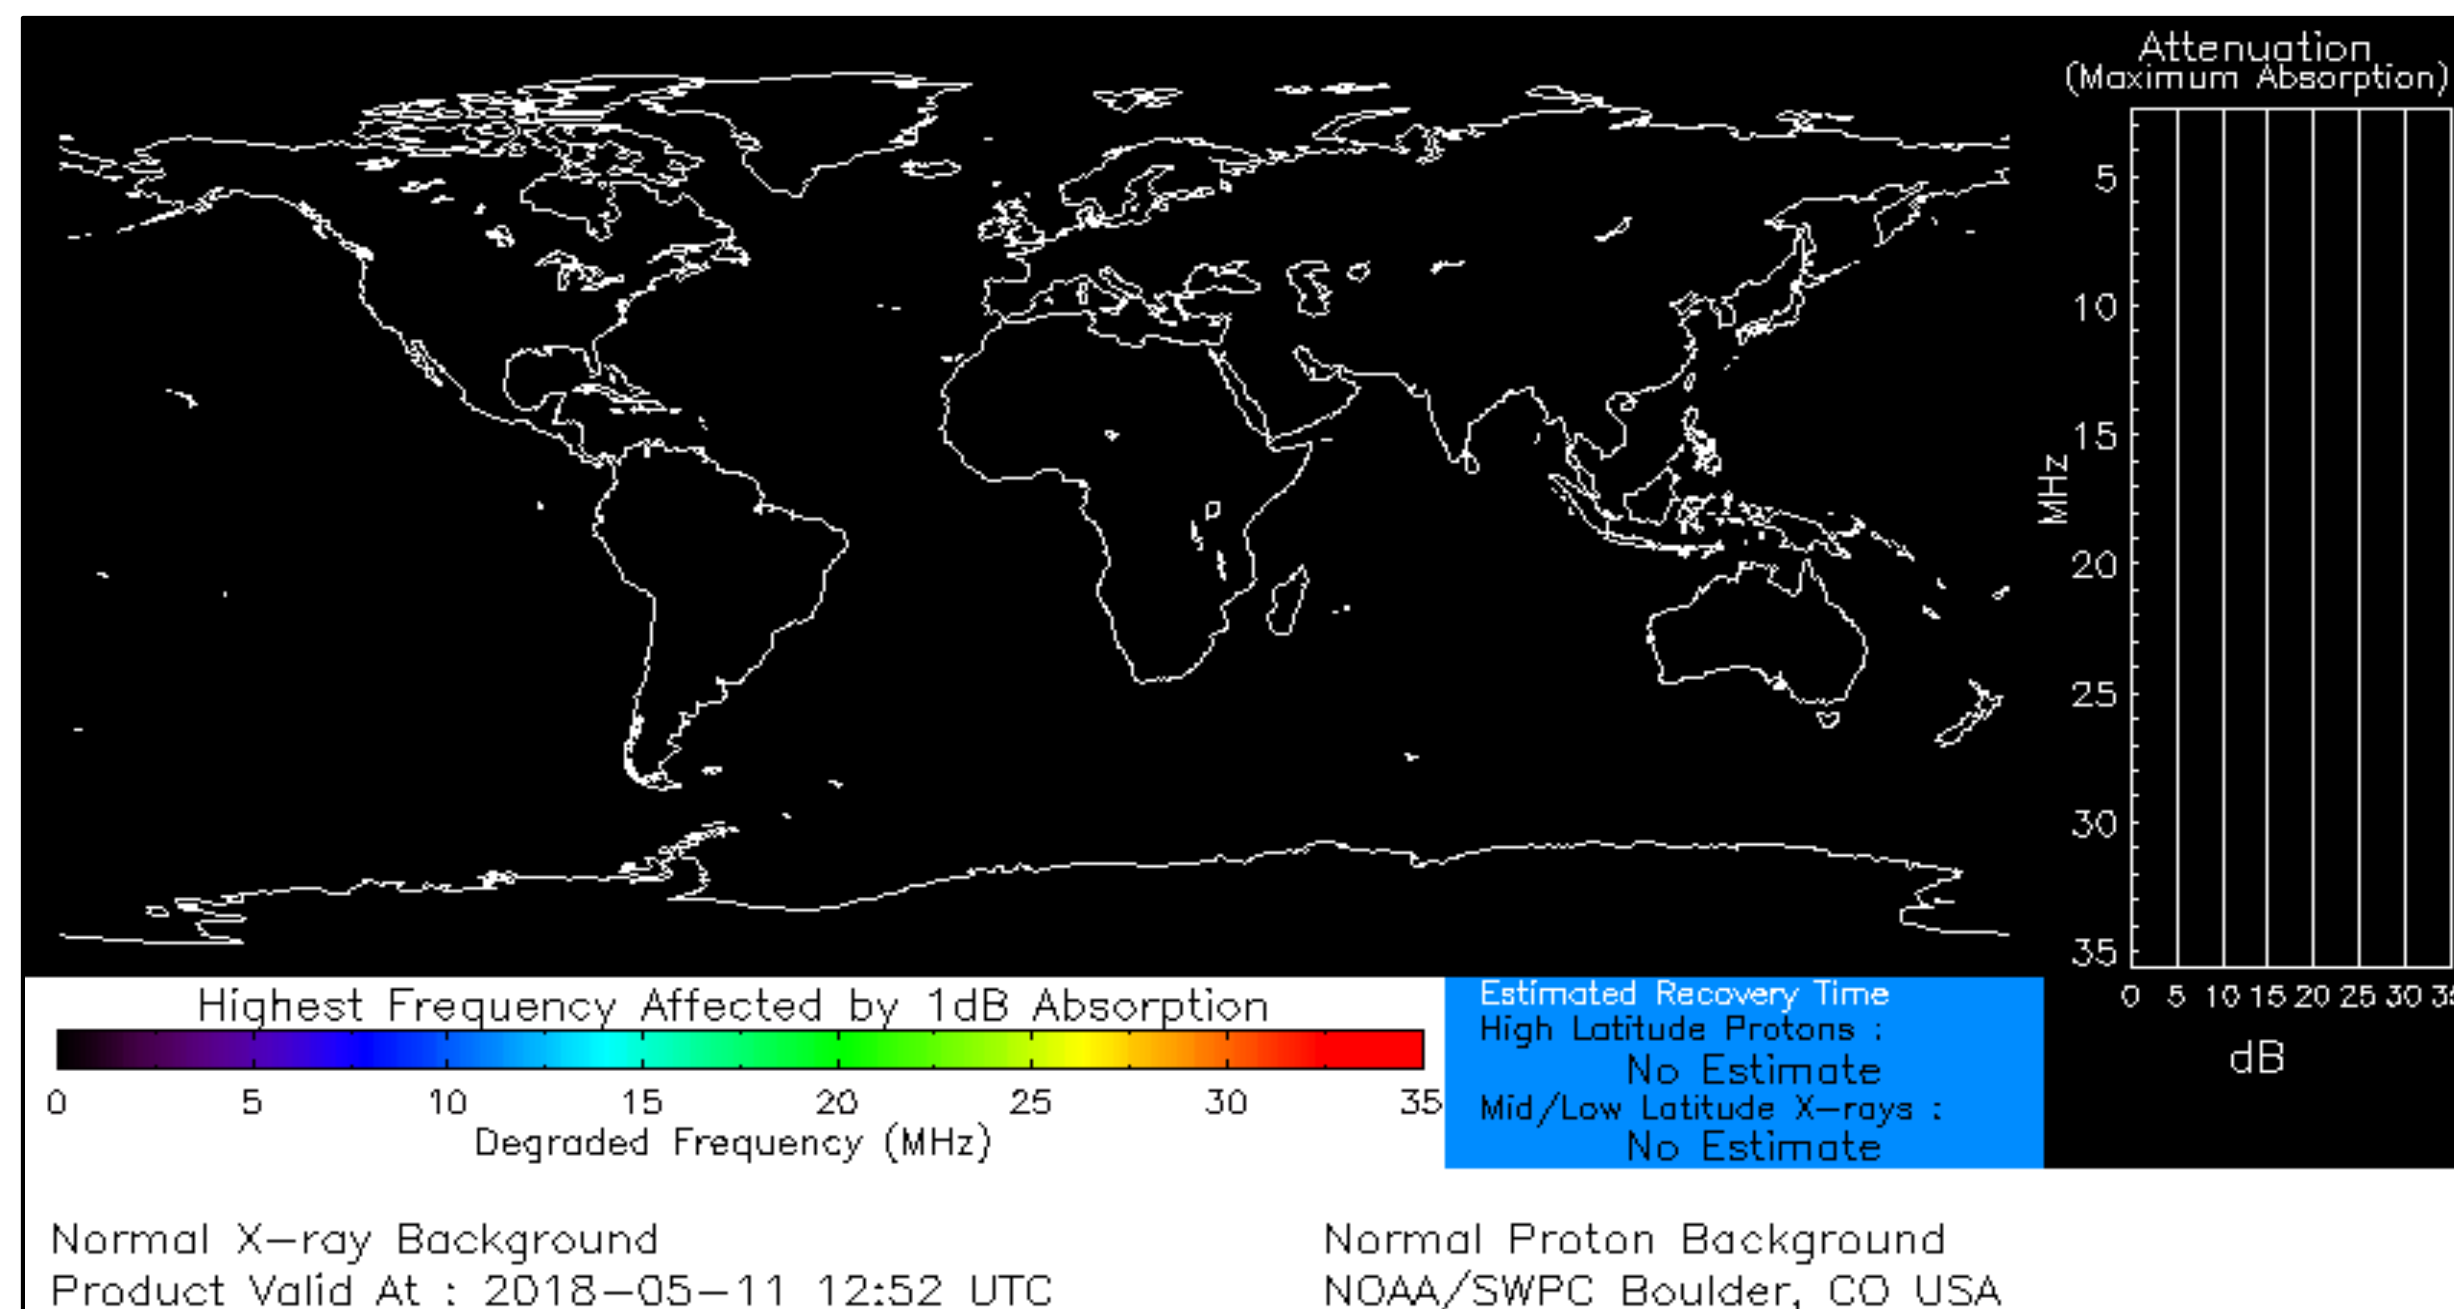 Attenuation
(Maximum Absorption)
5
10
15
20
25
30
35
MHz
0 5 10 15 20 25 30
dB
Highest Frequency Affected by 1dB Absorption
0 5 10 15 20 25 30 35
Degraded Frequency (MHz)
Estimated Recovery Time
High Latitude Protons :
No Estimate
Mid/Low Latitude X-rays :
No Estimate
Normal X-ray Background
Product Valid At : 2018-05-11 12:52 UTC
Normal Proton Background
NOAA/SWPC Boulder, CO USA